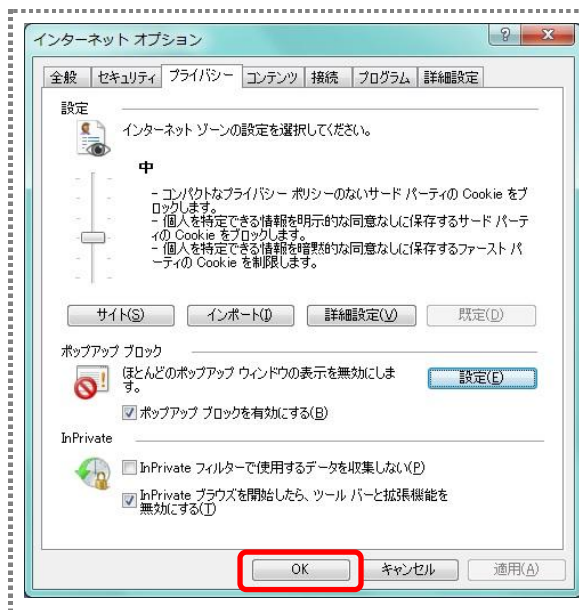 インターネット オプション
全般 セキュリティ プライバシー コンテンツ 接続 プログラム 詳細設定
設定
インターネット ゾーンの設定を選択してください。
中
- コンパクトなプライバシー ポリシーのないサード パーティの Cookie をブ
ロックします。
- 個人を特定できる情報を明示的な同意なしに保存するサード パーテ
ィの Cookie をブロックします。
- 個人を特定できる情報を暗黙的な同意なしに保存するファースト パ
ーティの Cookie を制限します。
サイト(S) インポート(I) 詳細設定(V) 既定(D)
ポップアップ ブロック
ほとんどのポップアップ ウィンドウの表示を無効にしま
す。
設定(E)
ポップアップ ブロックを有効にする(B)
InPrivate
InPrivate フィルターで使用するデータを収集しない(P)
InPrivate ブラウズを開始したら、ツール バーと拡張機能を
無効にする(T)
OK キャンセル 適用(A)